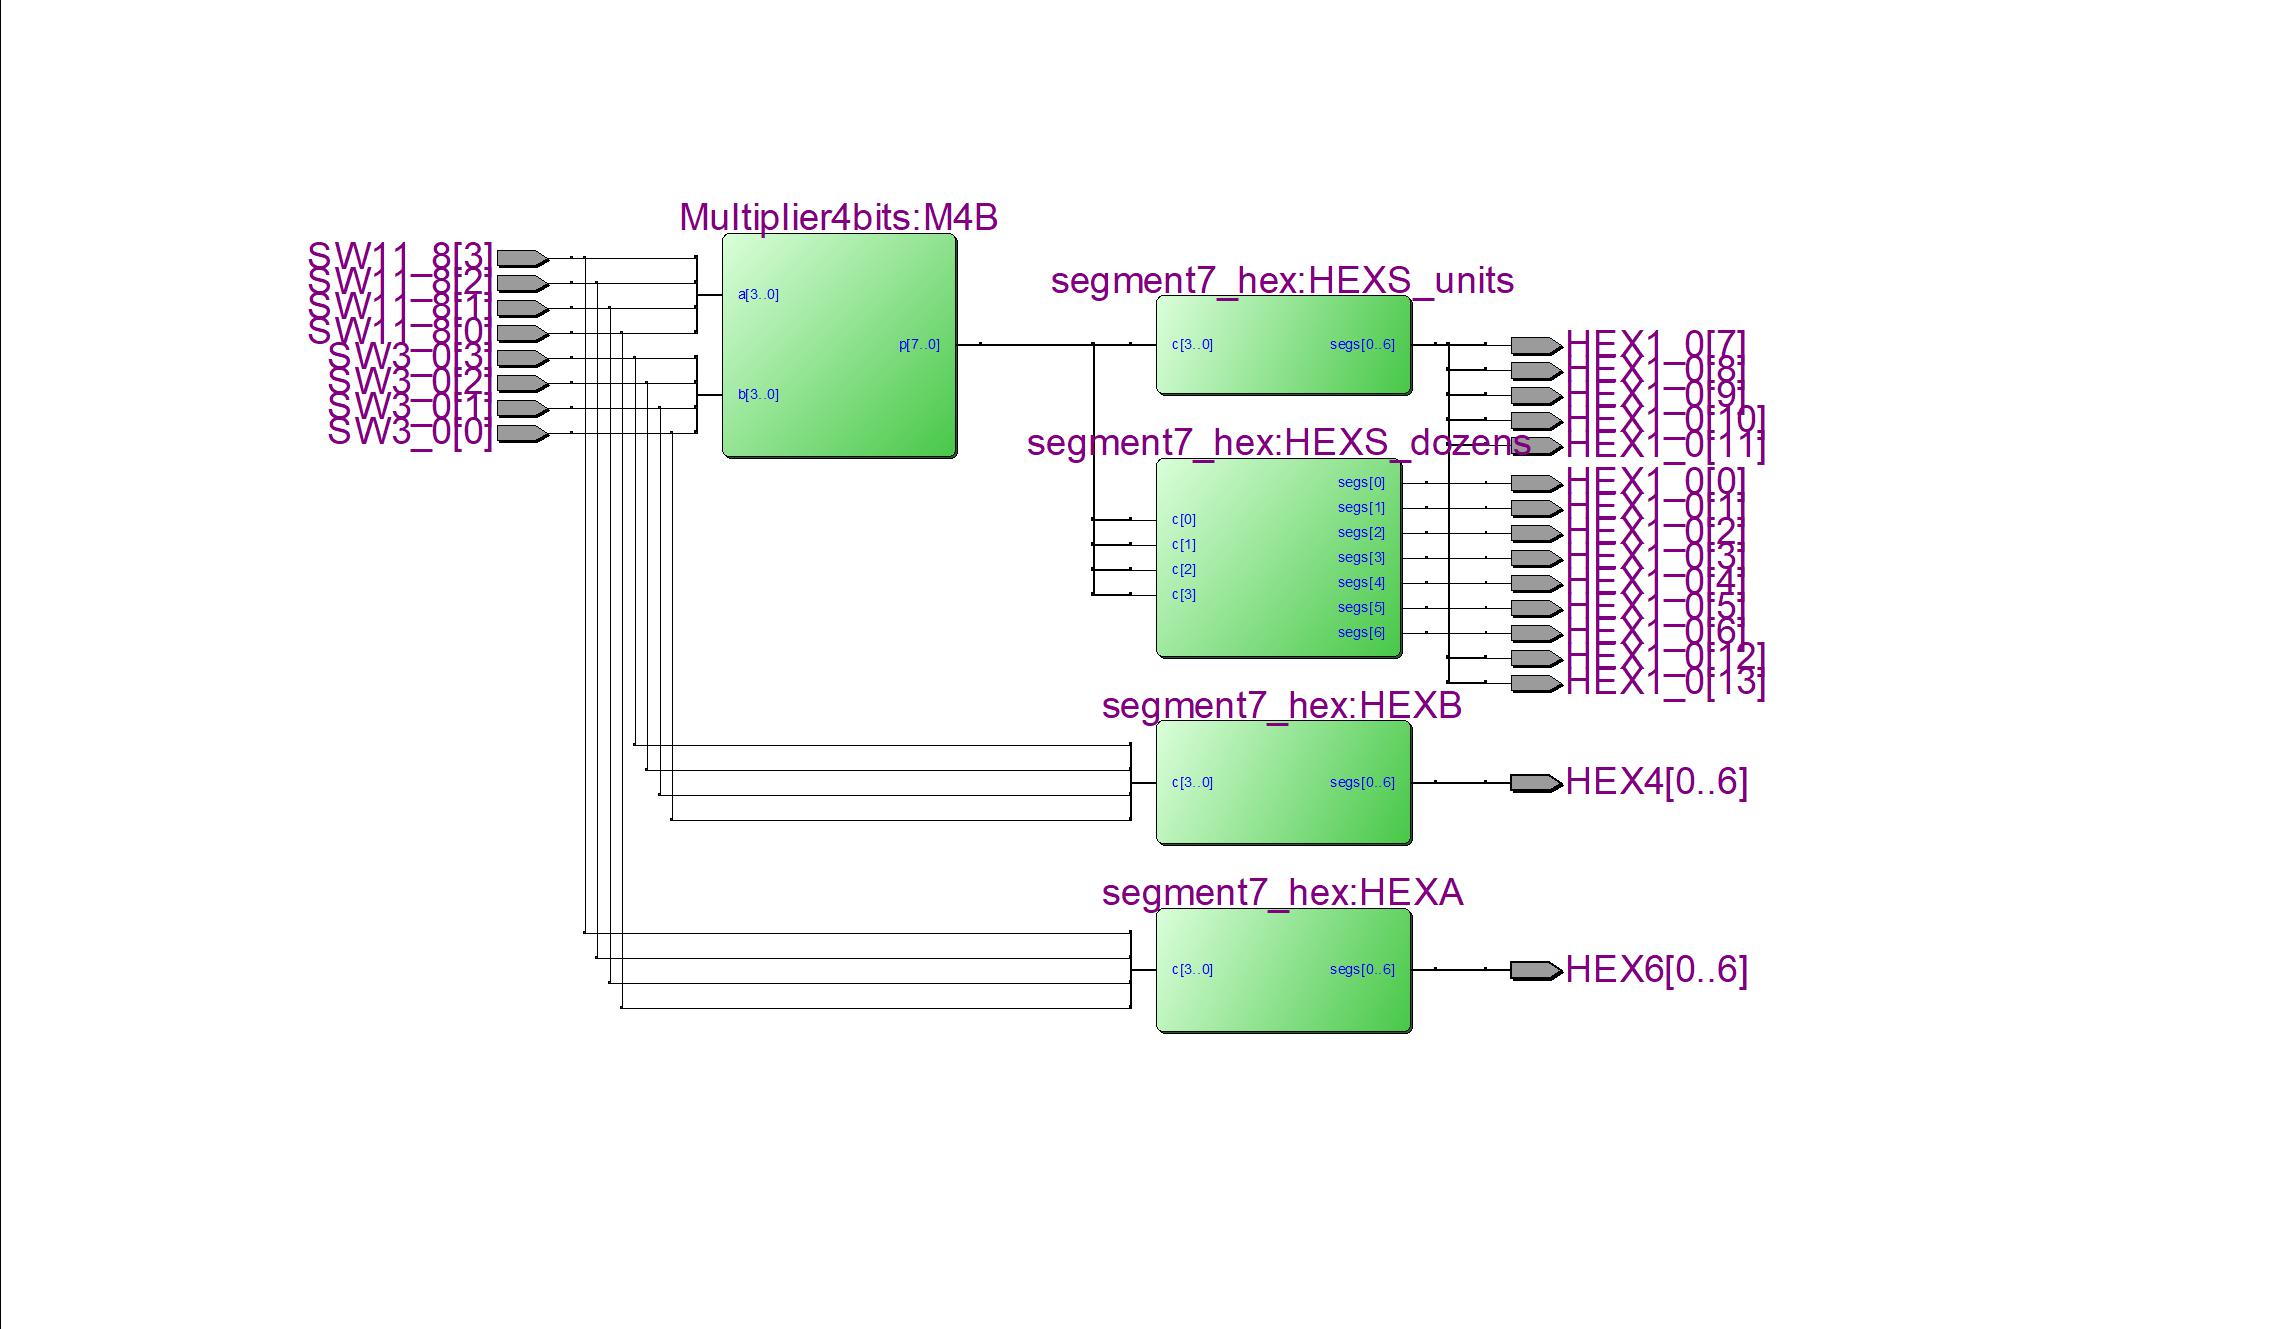 Multiplier4bits:M4B
SW11_8[3]
SW11_8[2]
SW11_8[1]
SW11_8[0]
SW3_0[3]
SW3_0[2]
SW3_0[1]
SW3_0[0]
a[3..0]
b[3..0]
p[7..0]
segment7_hex:HEXS_units
c[3..0]
segs[0..6]
HEX1_0[7]
HEX1_0[8]
HEX1_0[9]
HEX1_0[10]
HEX1_0[11]
segment7_hex:HEXS_dozens
c[0]
c[1]
c[2]
c[3]
segs[0]
segs[1]
segs[2]
segs[3]
segs[4]
segs[5]
segs[6]
HEX1_0[0]
HEX1_0[1]
HEX1_0[2]
HEX1_0[3]
HEX1_0[4]
HEX1_0[5]
HEX1_0[6]
HEX1_0[12]
HEX1_0[13]
segment7_hex:HEXB
c[3..0]
segs[0..6]
HEX4[0..6]
segment7_hex:HEXA
c[3..0]
segs[0..6]
HEX6[0..6]